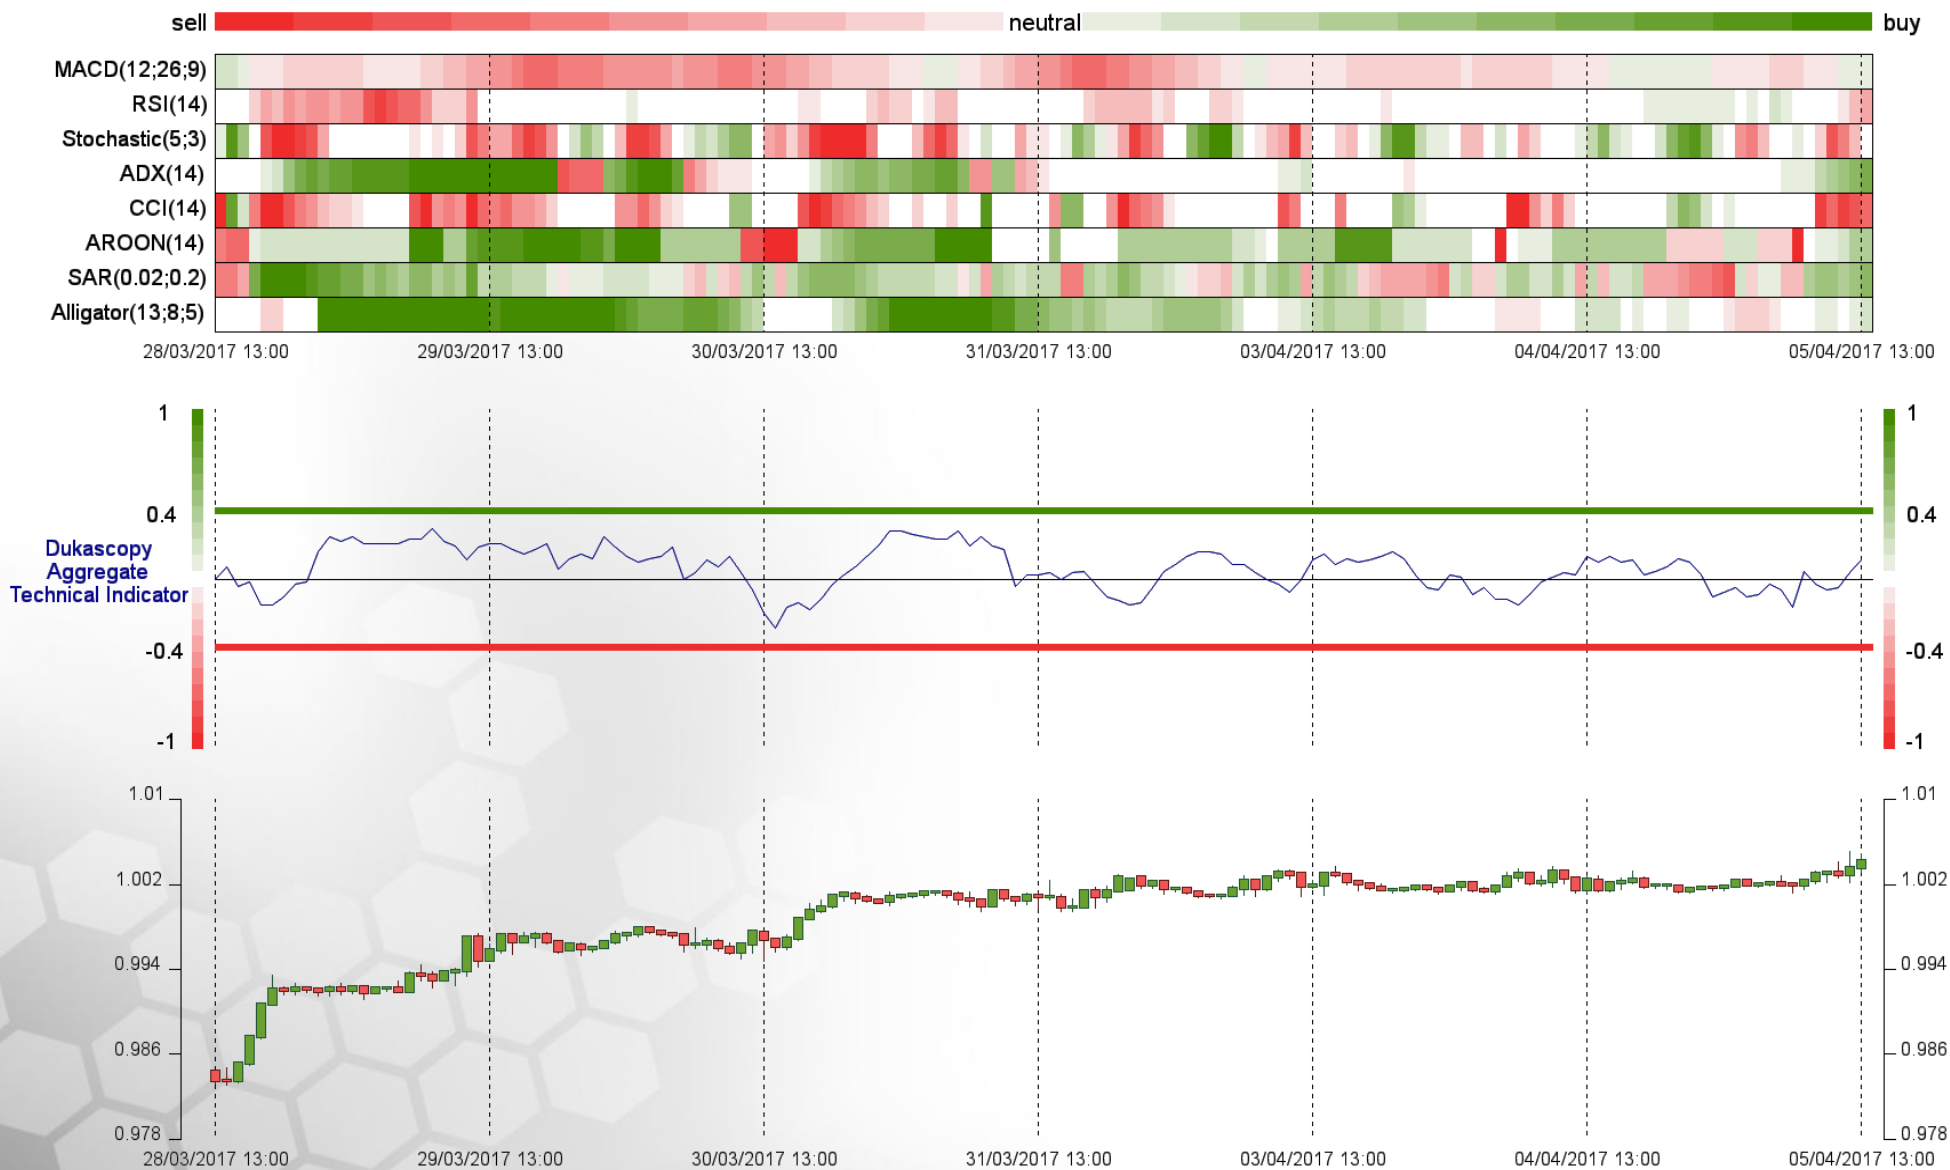 sell neutral buy
MACD(12;26;9)
RSI(14)
Stochastic(5;3)
ADX(14)
CCI(14)
AROON(14)
SAR(0.02;0.2)
Alligator(13;8;5)
28/03/2017 13:00 29/03/2017 13:00 30/03/2017 13:00 31/03/2017 13:00 03/04/2017 13:00 04/04/2017 13:00 05/04/2017 13:00
1 1
0.4 0.4
Dukascopy
Aggregate
Technical Indicator
-0.4 -0.4
-1 -1
1.01 1.01
1.002 1.002
0.994 0.994
0.986 0.986
0.978 0.978
28/03/2017 13:00 29/03/2017 13:00 30/03/2017 13:00 31/03/2017 13:00 03/04/2017 13:00 04/04/2017 13:00 05/04/2017 13:00